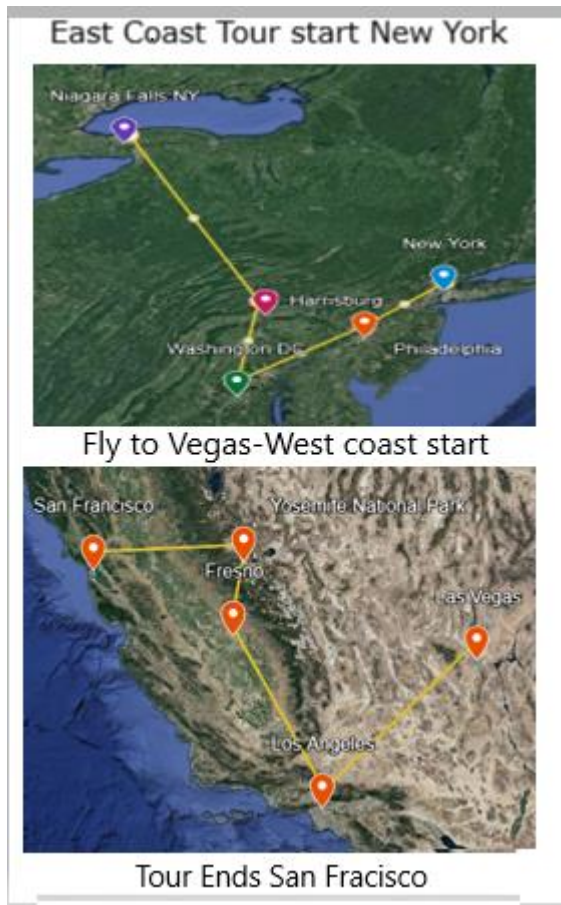 East Coast Tour start New York
Niagara Falls NY
New York
Harrisburg
Washington DC
Philadelphia
Fly to Vegas-West coast start
San Francisco
Yosemite National Park
Fresno
Las Vegas
Los Angeles
Tour Ends San Fracisco